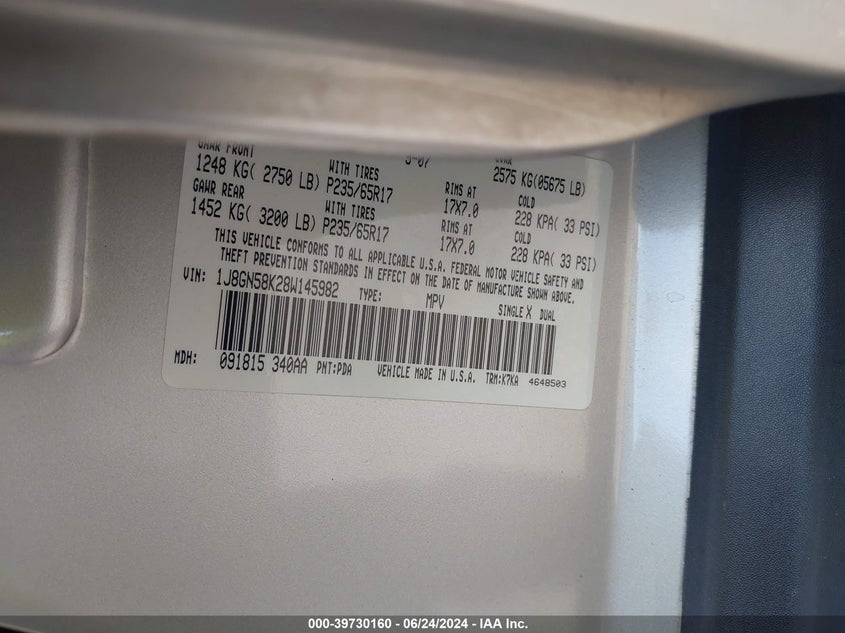 GAWR FRONT WITH TIRES 9-07
1248 KG( 2750 LB) P235/65R17 RIMS AT 17X7.0 COLD 228 KPA( 33 PSI) 2575 KG(05675 LB)
GAWR REAR WITH TIRES RIMS AT COLD
1452 KG( 3200 LB) P235/65R17 17X7.0 228 KPA( 33 PSI)
THIS VEHICLE CONFORMS TO ALL APPLICABLE U.S.A. FEDERAL MOTOR VEHICLE SAFETY AND
THEFT PREVENTION STANDARDS IN EFFECT ON THE DATE OF MANUFACTURE SHOWN ABOVE.
VIN: 1J8GN58K28W145982 TYPE: MPV SINGLE X DUAL
MDH: 091815 340AA PNT:PDA VEHICLE MADE IN U.S.A. TRM:K7KA 4648503
000-39730160 - 06/24/2024 - IAA Inc.